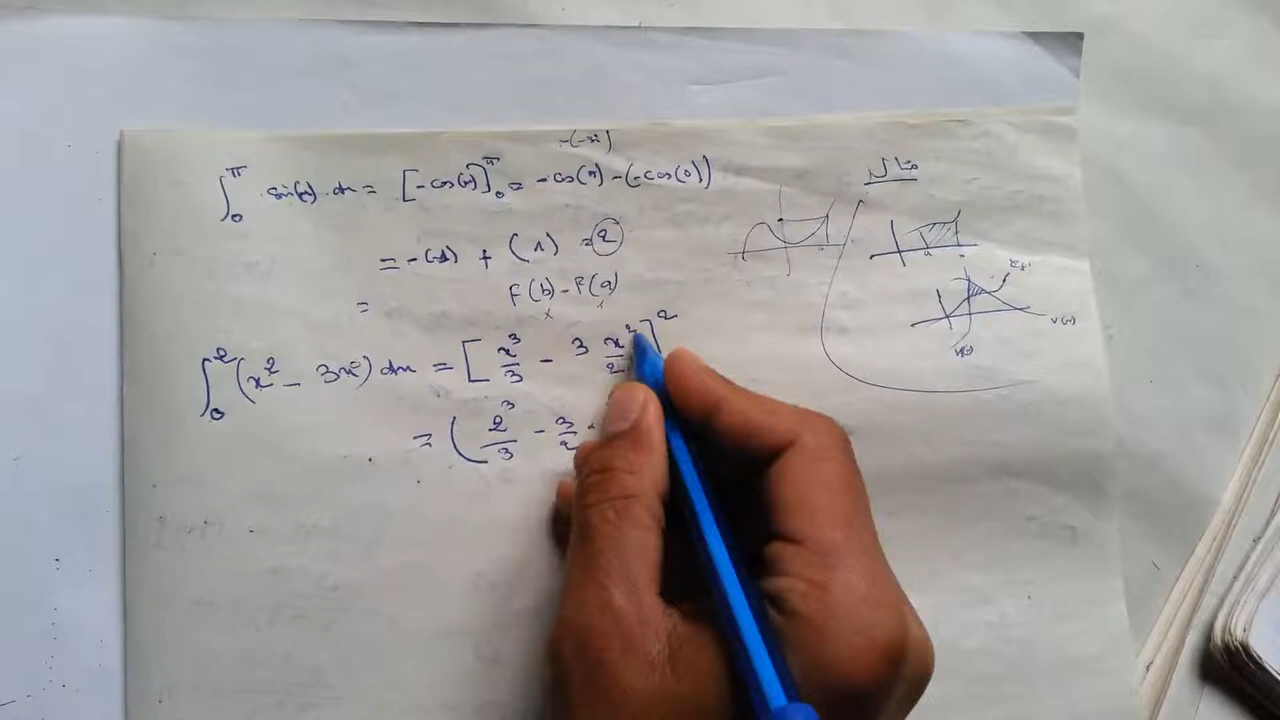 -(-x)
∫₀^π sin(x) · dx = [-cos(x)]₀^π = -cos(π) - (-cos(0))
مثال
= -(-1) + (1) = 2
F(b) - F(a)
=
∫₀² (x² - 3x) dx = [x³/3 - 3 x²/2]²
= (2³/3 - 3/2